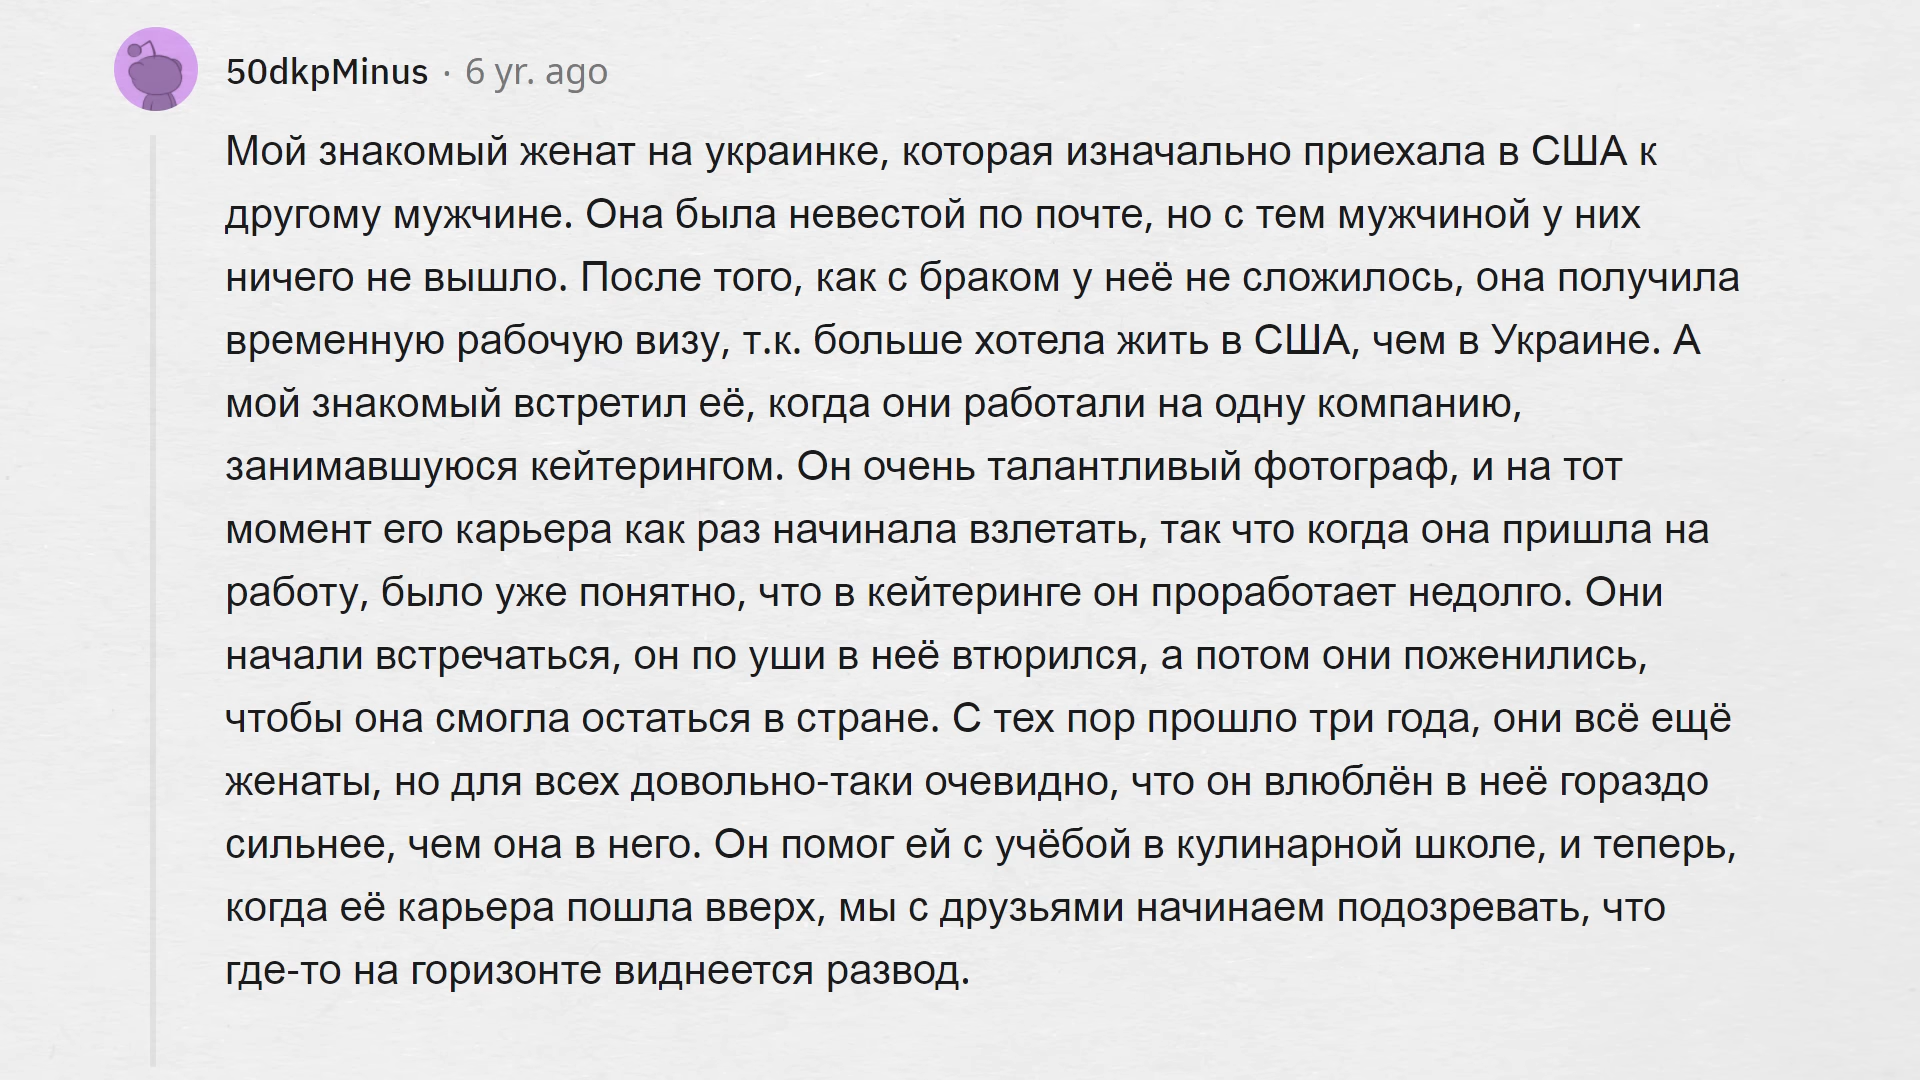 50dkpMinus · 6 yr. ago
Мой знакомый женат на украинке, которая изначально приехала в США к
другому мужчине. Она была невестой по почте, но с тем мужчиной у них
ничего не вышло. После того, как с браком у неё не сложилось, она получила
временную рабочую визу, т.к. больше хотела жить в США, чем в Украине. А
мой знакомый встретил её, когда они работали на одну компанию,
занимавшуюся кейтерингом. Он очень талантливый фотограф, и на тот
момент его карьера как раз начинала взлетать, так что когда она пришла на
работу, было уже понятно, что в кейтеринге он проработает недолго. Они
начали встречаться, он по уши в неё втюрился, а потом они поженились,
чтобы она смогла остаться в стране. С тех пор прошло три года, они всё ещё
женаты, но для всех довольно-таки очевидно, что он влюблён в неё гораздо
сильнее, чем она в него. Он помог ей с учёбой в кулинарной школе, и теперь,
когда её карьера пошла вверх, мы с друзьями начинаем подозревать, что
где-то на горизонте виднеется развод.